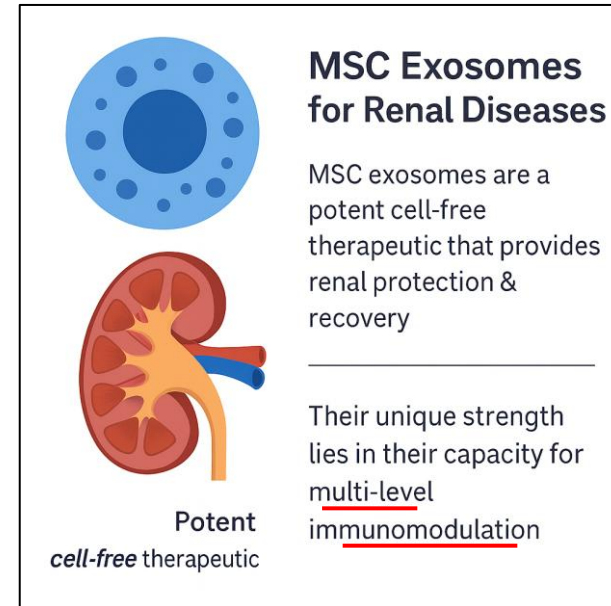 MSC Exosomes
for Renal Diseases
MSC exosomes are a
potent cell-free
therapeutic that provides
renal protection &
recovery
Their unique strength
lies in their capacity for
multi-level
immunomodulation
Potent
cell-free therapeutic